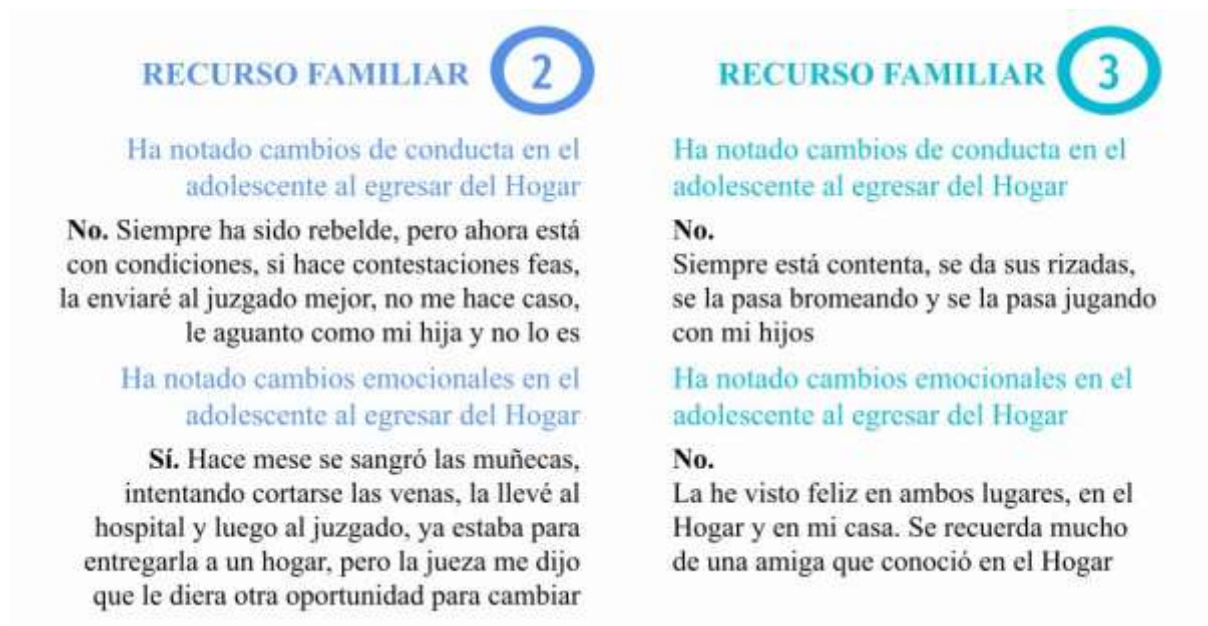 RECURSO FAMILIAR 2
Ha notado cambios de conducta en el
adolescente al egresar del Hogar
No. Siempre ha sido rebelde, pero ahora está
con condiciones, si hace contestaciones feas,
la enviaré al juzgado mejor, no me hace caso,
le aguanto como mi hija y no lo es
Ha notado cambios emocionales en el
adolescente al egresar del Hogar
Sí. Hace mese se sangró las muñecas,
intentando cortarse las venas, la llevé al
hospital y luego al juzgado, ya estaba para
entregarla a un hogar, pero la jueza me dijo
que le diera otra oportunidad para cambiar
RECURSO FAMILIAR 3
Ha notado cambios de conducta en el
adolescente al egresar del Hogar
No.
Siempre está contenta, se da sus rizadas,
se la pasa bromeando y se la pasa jugando
con mi hijos
Ha notado cambios emocionales en el
adolescente al egresar del Hogar
No.
La he visto feliz en ambos lugares, en el
Hogar y en mi casa. Se recuerda mucho
de una amiga que conoció en el Hogar